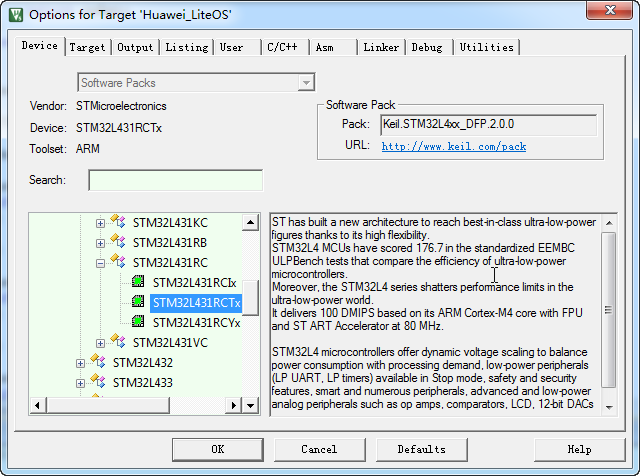 Options for Target 'Huawei_LiteOS'
Device Target Output Listing User C/C++ Asm Linker Debug Utilities
Software Packs
Software Pack
Vendor: STMicroelectronics
Device: STM32L431RCTx
Toolset: ARM
Pack: Keil.STM32L4xx_DFP.2.0.0
URL: http://www.keil.com/pack
Search:
STM32L431KC
STM32L431RB
STM32L431RC
STM32L431RCIx
STM32L431RCTx
STM32L431RCYx
STM32L431VC
STM32L432
STM32L433
ST has built a new architecture to reach best-in-class ultra-low-power
figures thanks to its high flexibility.
STM32L4 MCUs have scored 176.7 in the standardized EEMBC
ULPBench tests that compare the efficiency of ultra-low-power
microcontrollers.
Moreover, the STM32L4 series shatters performance limits in the
ultra-low-power world.
It delivers 100 DMIPS based on its ARM Cortex-M4 core with FPU
and ST ART Accelerator at 80 MHz.
STM32L4 microcontrollers offer dynamic voltage scaling to balance
power consumption with processing demand, low-power peripherals
(LP UART, LP timers) available in Stop mode, safety and security
features, smart and numerous peripherals, advanced and low-power
analog peripherals such as op amps, comparators, LCD, 12-bit DACs
OK Cancel Defaults Help